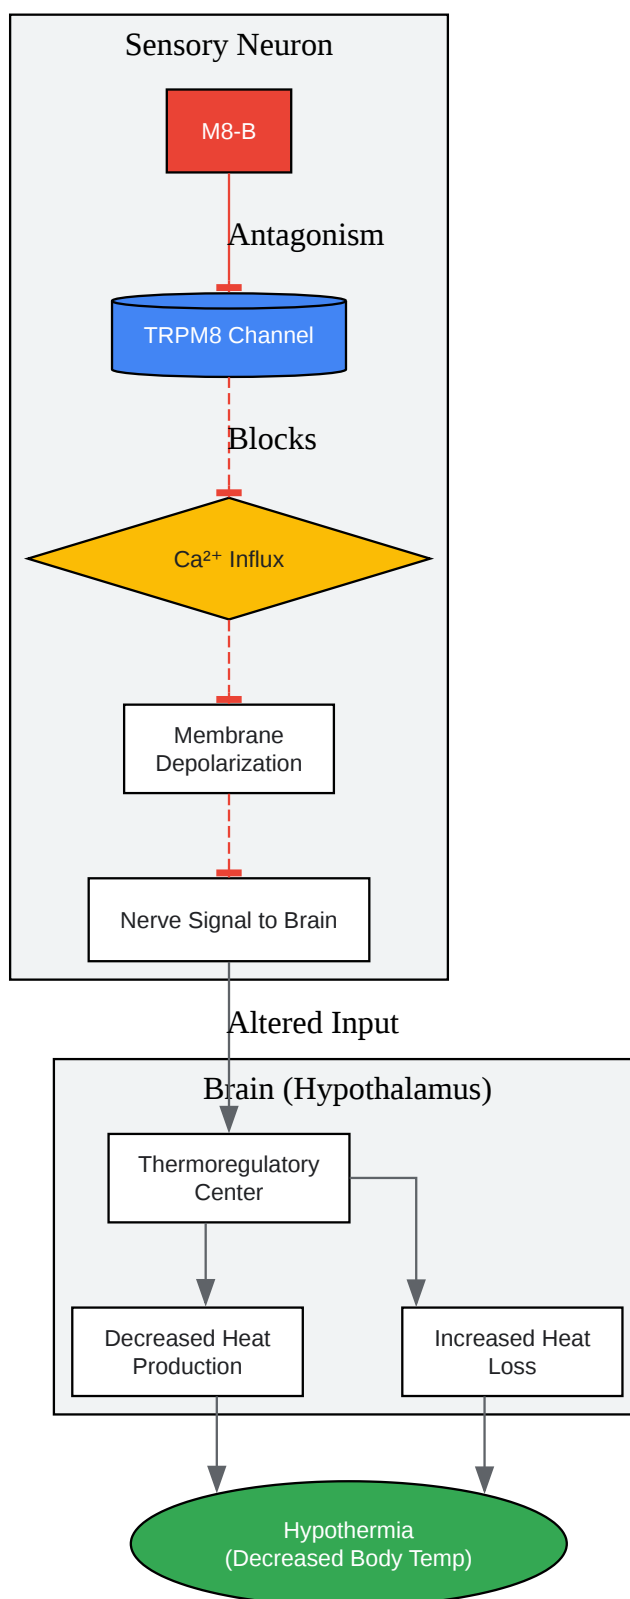 Sensory Neuron
M8-B
Antagonism
TRPM8 Channel
Blocks
Ca²⁺ Influx
Membrane
Depolarization
Nerve Signal to Brain
Altered Input
Brain (Hypothalamus)
Thermoregulatory
Center
Decreased Heat
Production
Increased Heat
Loss
Hypothermia
(Decreased Body Temp)